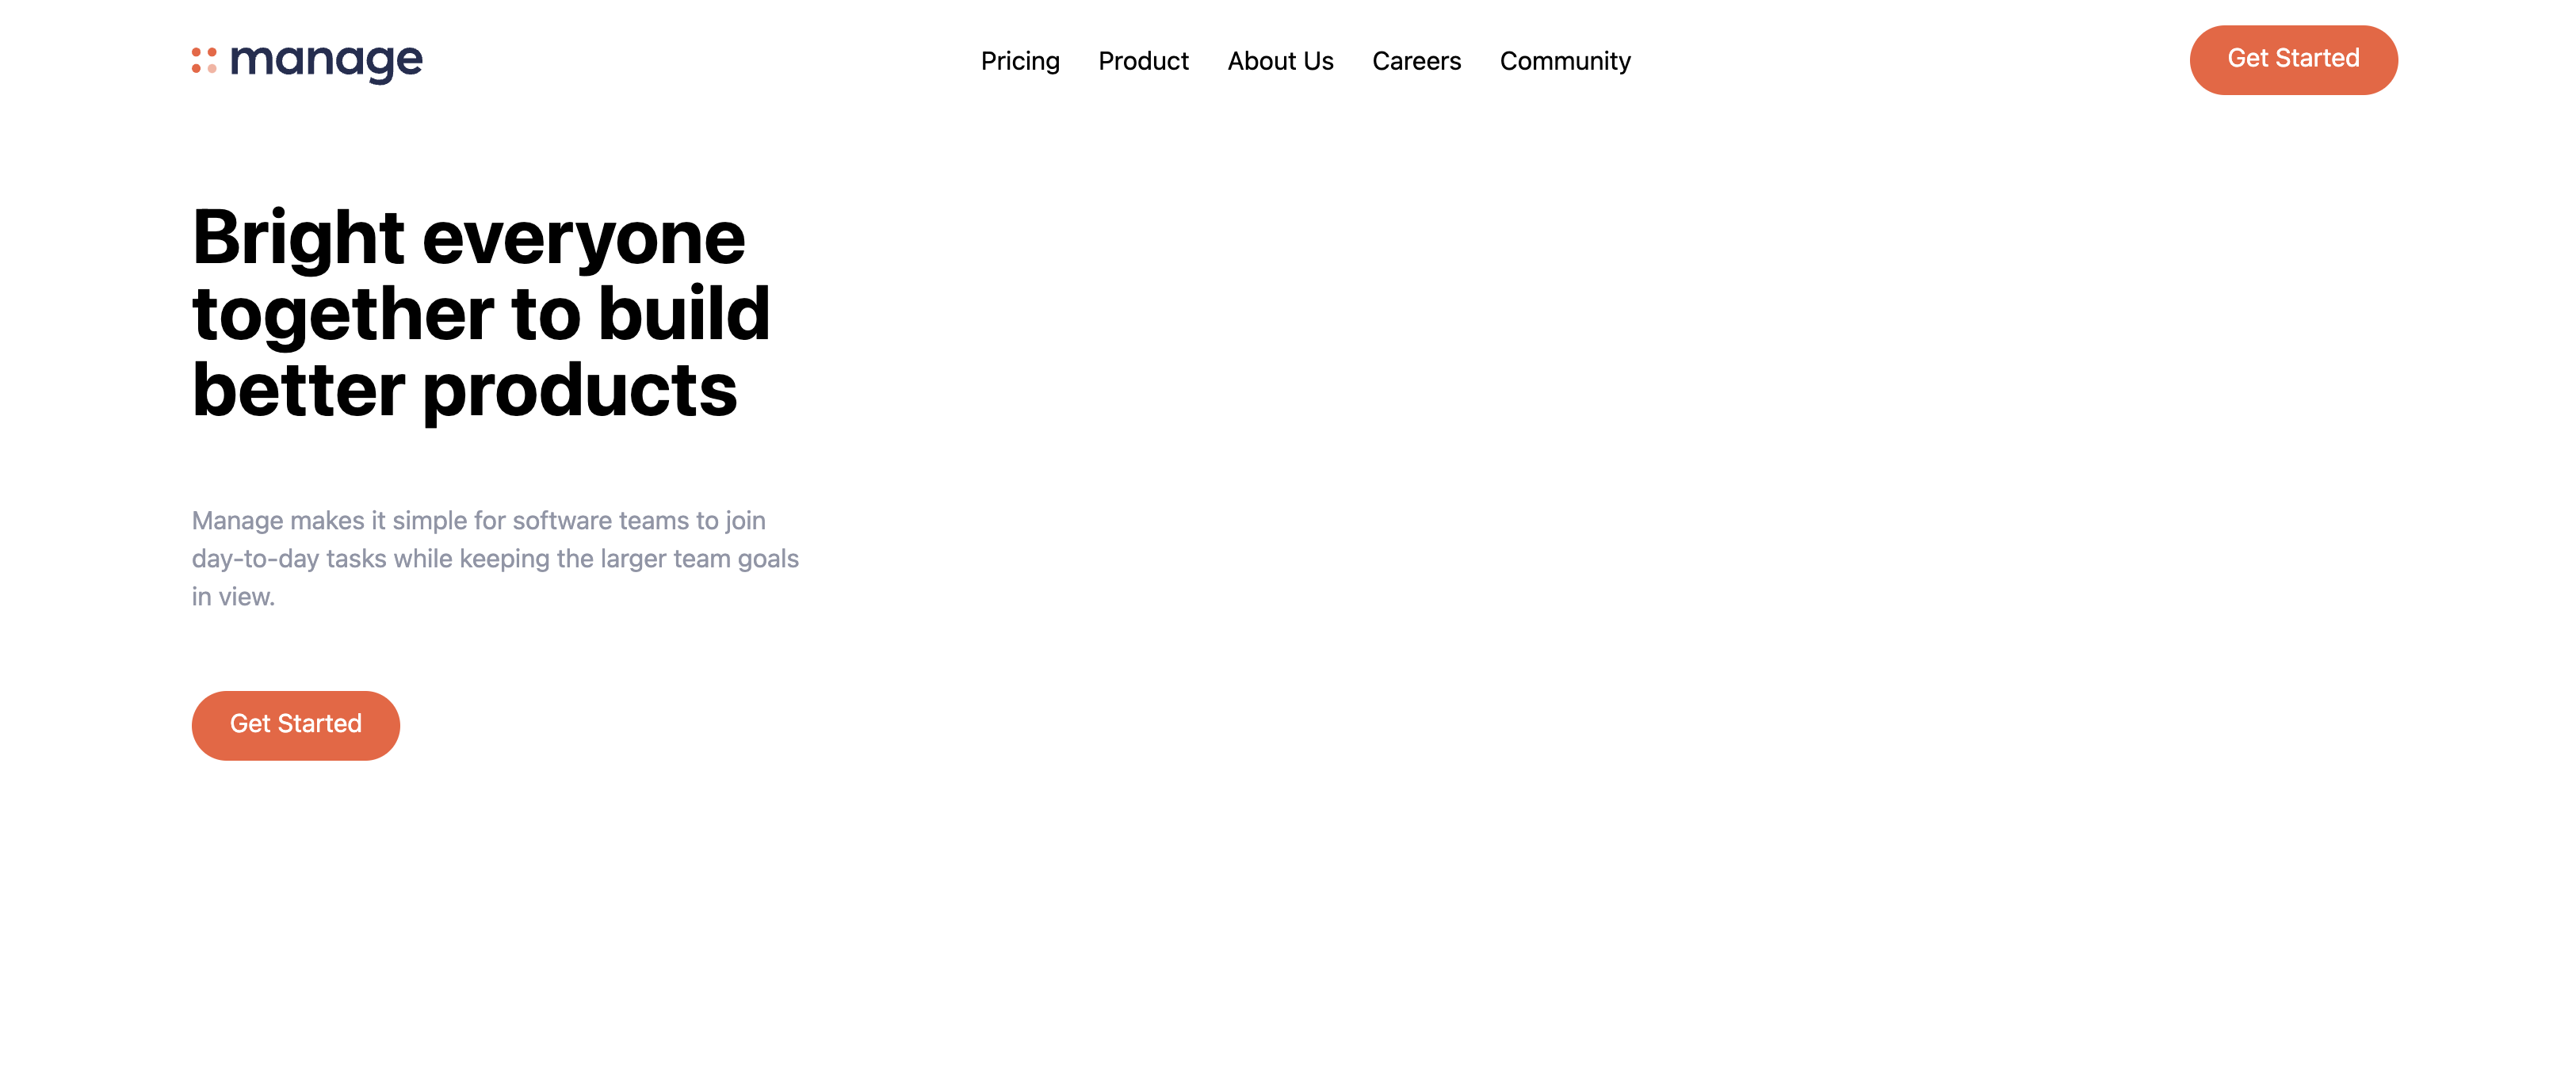 manage
Pricing Product About Us Careers Community
Get Started
Bright everyone
together to build
better products
Manage makes it simple for software teams to join
day-to-day tasks while keeping the larger team goals
in view.
Get Started